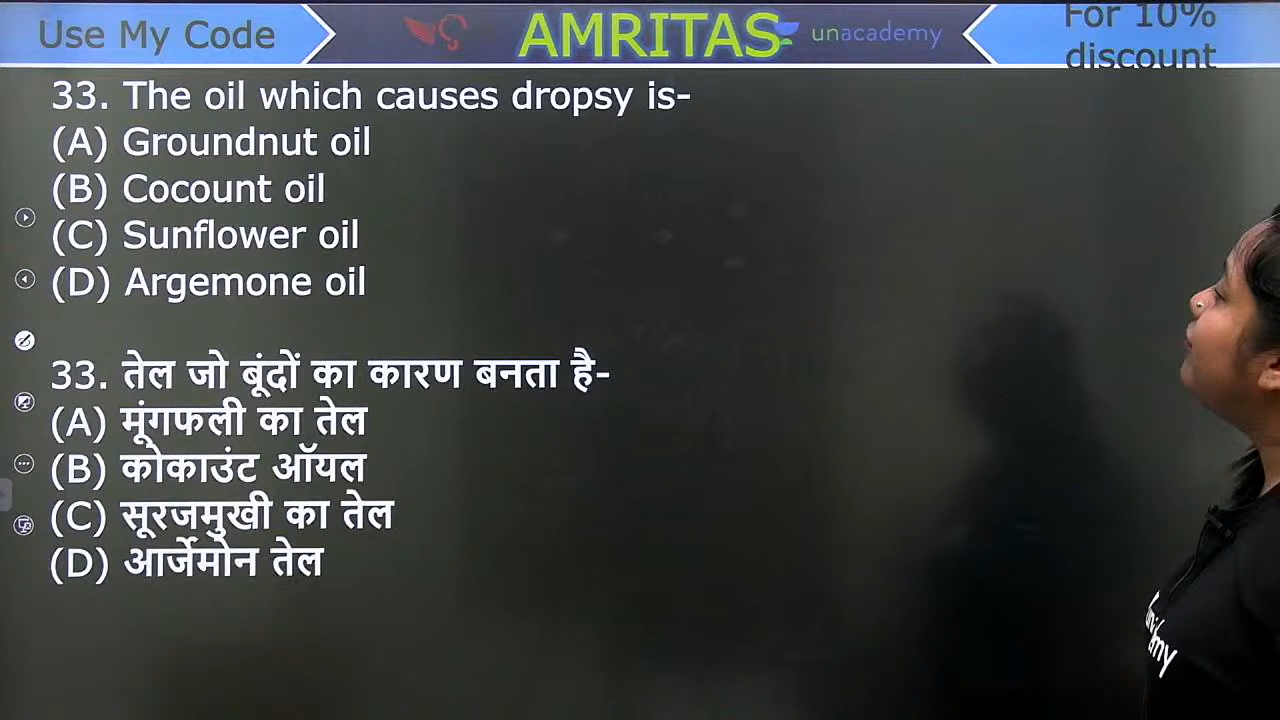 Use My Code
AMRITAS
unacademy
For 10%
discount
33. The oil which causes dropsy is-
(A) Groundnut oil
(B) Cocount oil
(C) Sunflower oil
(D) Argemone oil
33. तेल जो बूंदों का कारण बनता है-
(A) मूंगफली का तेल
(B) कोकाउंट ऑयल
(C) सूरजमुखी का तेल
(D) आर्जेमोन तेल